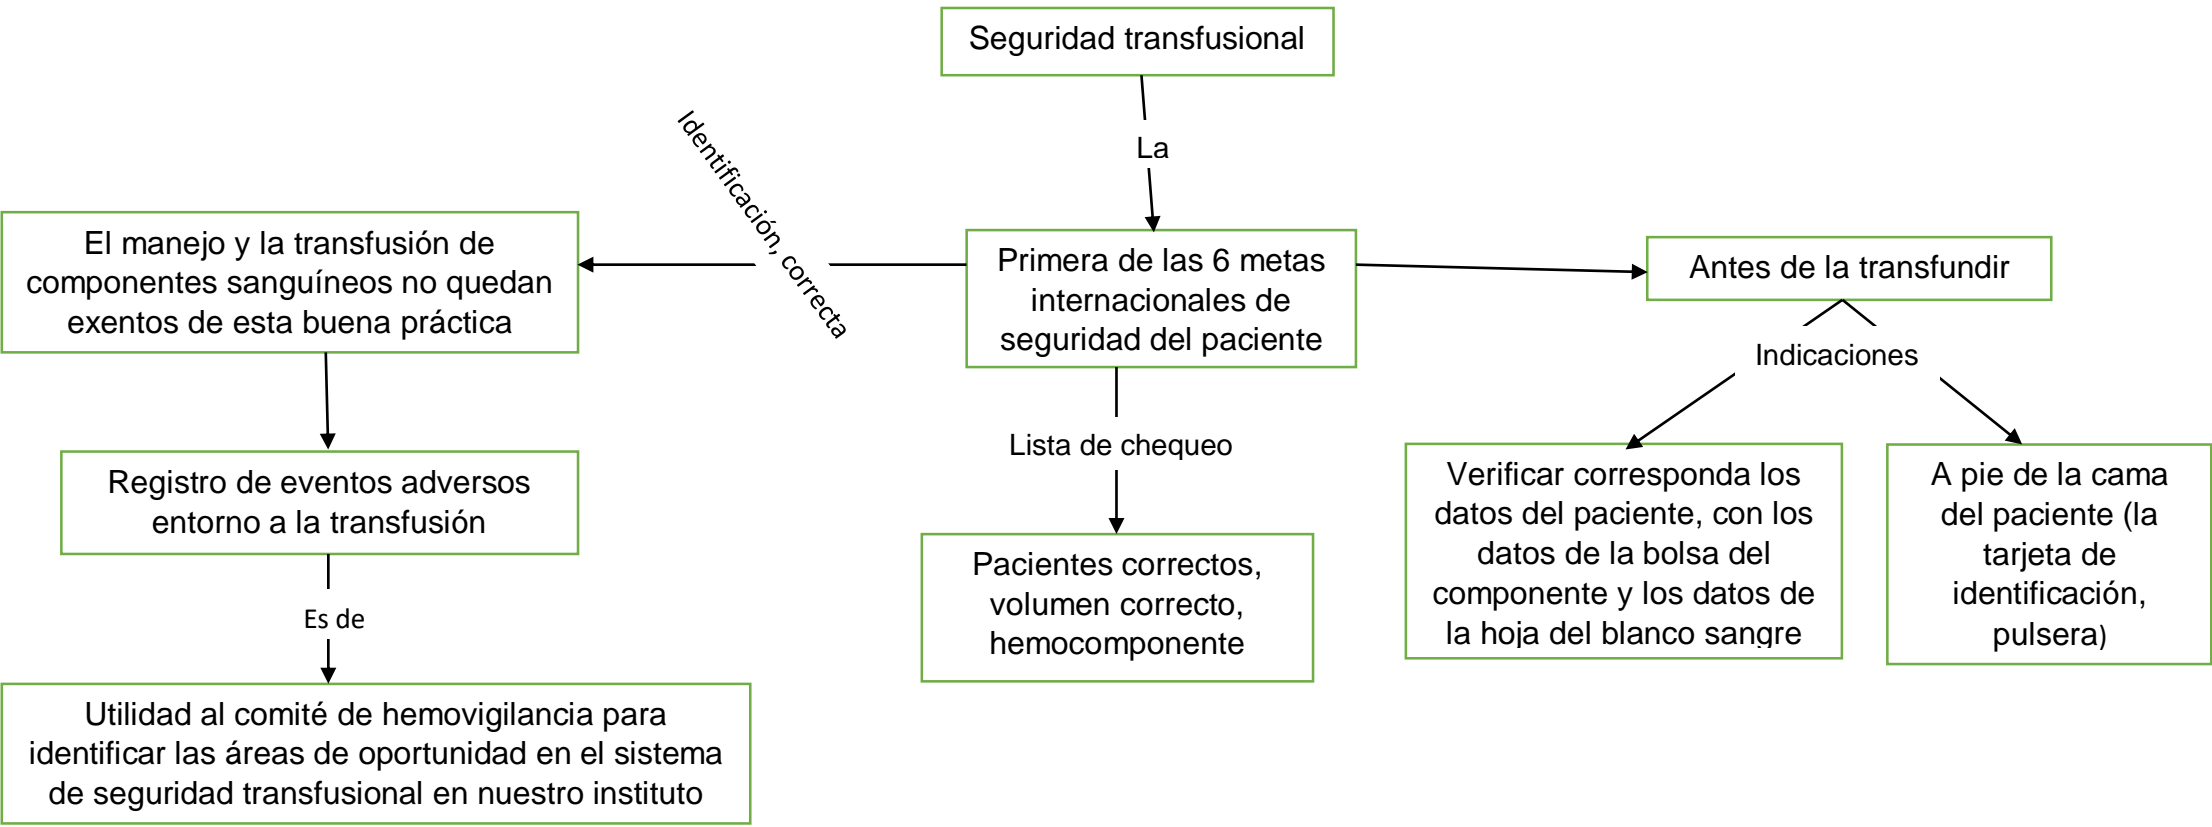 Seguridad transfusional
La
Identificación, correcta
El manejo y la transfusión de
componentes sanguíneos no quedan
exentos de esta buena práctica
Primera de las 6 metas
internacionales de
seguridad del paciente
Antes de la transfundir
Indicaciones
Registro de eventos adversos
entorno a la transfusión
Lista de chequeo
Verificar corresponda los
datos del paciente, con los
datos de la bolsa del
componente y los datos de
la hoja del blanco sangre
A pie de la cama
del paciente (la
tarjeta de
identificación,
pulsera)
Pacientes correctos,
volumen correcto,
hemocomponente
Es de
Utilidad al comité de hemovigilancia para
identificar las áreas de oportunidad en el sistema
de seguridad transfusional en nuestro instituto